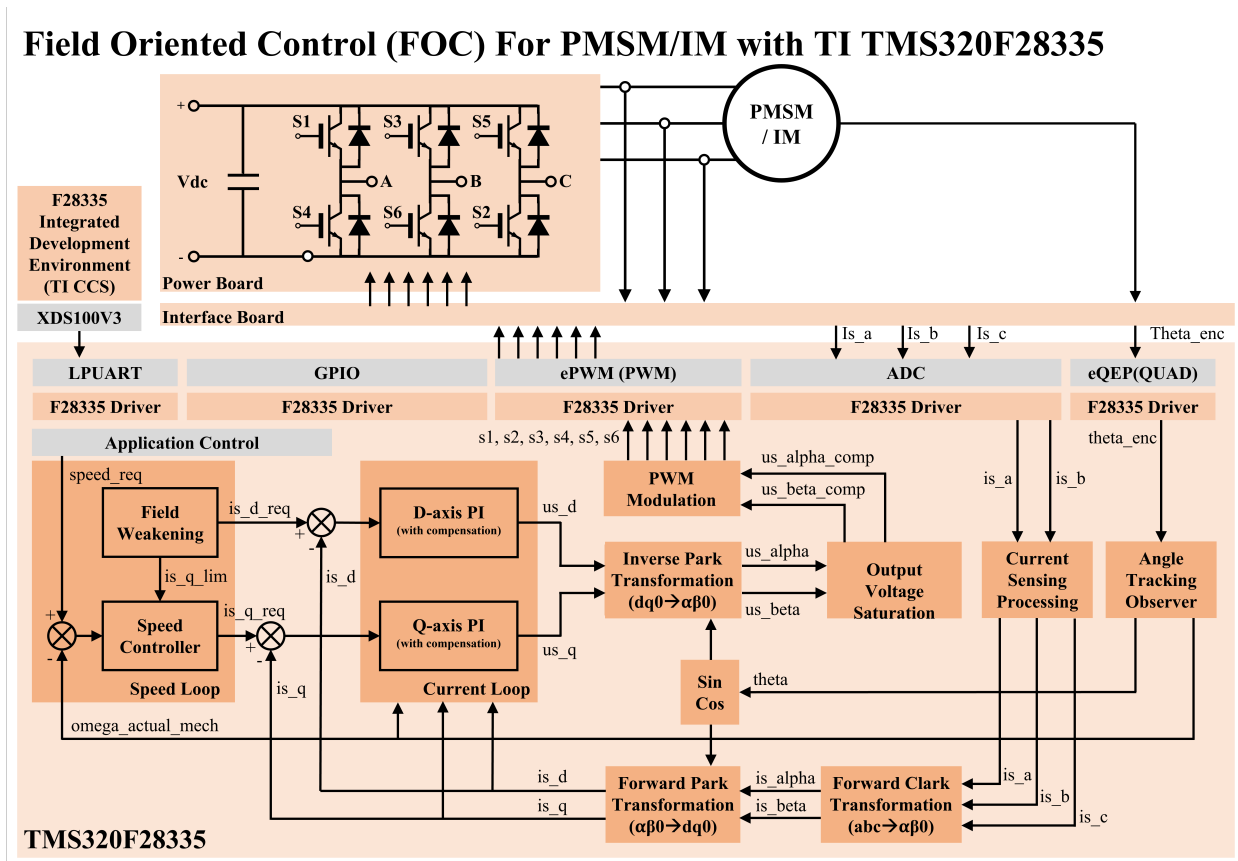 Field Oriented Control (FOC) For PMSM/IM with TI TMS320F28335
PMSM
/ IM
+
S1
S3
S5
Vdc
A
B
C
S4
S6
S2
-
Power Board
F28335
Integrated
Development
Environment
(TI CCS)
XDS100V3
Interface Board
Is_a
Is_b
Is_c
Theta_enc
LPUART
GPIO
ePWM (PWM)
ADC
eQEP(QUAD)
F28335 Driver
F28335 Driver
F28335 Driver
F28335 Driver
F28335 Driver
Application Control
s1, s2, s3, s4, s5, s6
theta_enc
speed_req
us_alpha_comp
us_beta_comp
PWM
Modulation
is_a
is_b
Field
Weakening
is_d_req
+
-
D-axis PI
(with compensation)
us_d
is_d
is_q_lim
Inverse Park
Transformation
(dq0→αβ0)
us_alpha
us_beta
Output
Voltage
Saturation
Current
Sensing
Processing
Angle
Tracking
Observer
+
-
Speed
Controller
is_q_req
+
-
Q-axis PI
(with compensation)
us_q
is_q
Speed Loop
Current Loop
Sin
Cos
theta
omega_actual_mech
is_d
is_q
Forward Park
Transformation
(αβ0→dq0)
is_alpha
is_beta
Forward Clark
Transformation
(abc→αβ0)
is_a
is_b
is_c
TMS320F28335